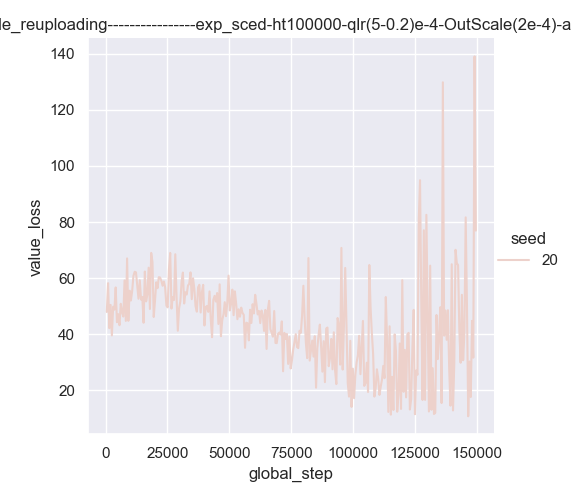 le_reuploading----------------exp_sced-ht100000-qlr(5-0.2)e-4-OutScale(2e-4)-a
140
120
100
80
60
40
20
value_loss
0 25000 50000 75000 100000 125000 150000
global_step
seed
20